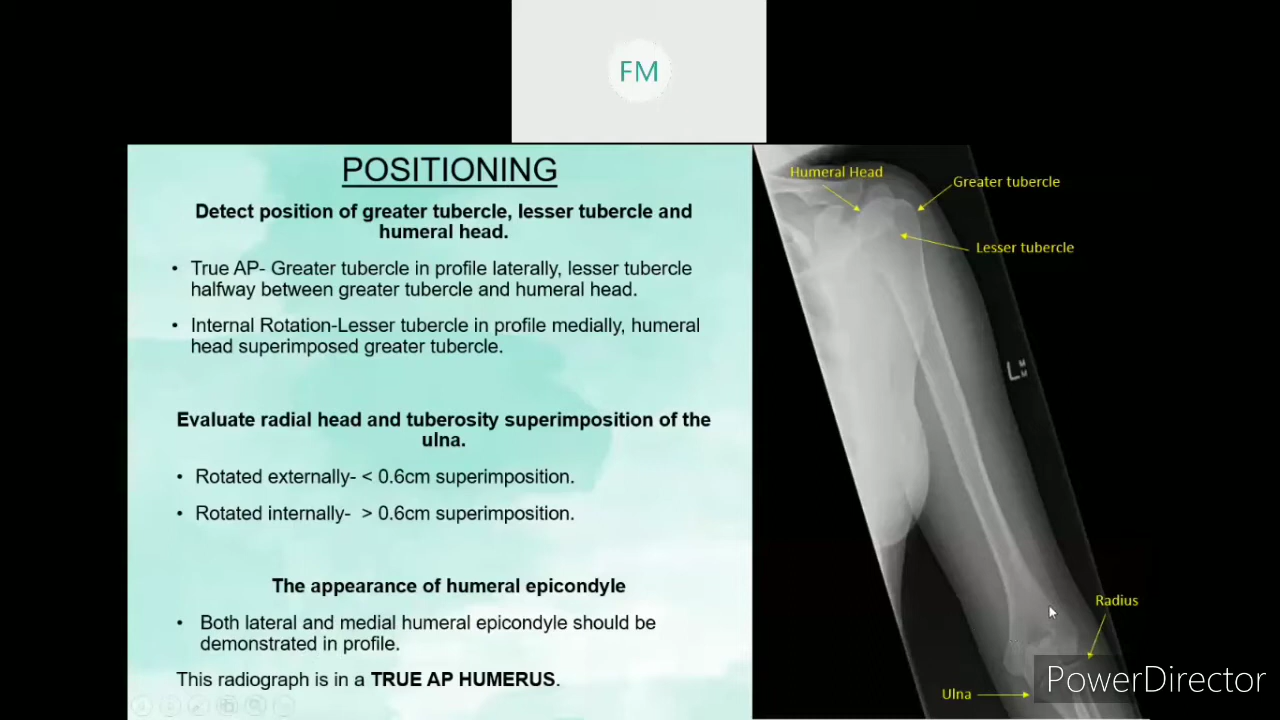 FM
POSITIONING
Detect position of greater tubercle, lesser tubercle and
humeral head.
• True AP- Greater tubercle in profile laterally, lesser tubercle
halfway between greater tubercle and humeral head.
• Internal Rotation-Lesser tubercle in profile medially, humeral
head superimposed greater tubercle.
Evaluate radial head and tuberosity superimposition of the
ulna.
• Rotated externally- < 0.6cm superimposition.
• Rotated internally- > 0.6cm superimposition.
The appearance of humeral epicondyle
• Both lateral and medial humeral epicondyle should be
demonstrated in profile.
This radiograph is in a TRUE AP HUMERUS.
Humeral Head
Greater tubercle
Lesser tubercle
L M M
Radius
Ulna
PowerDirector